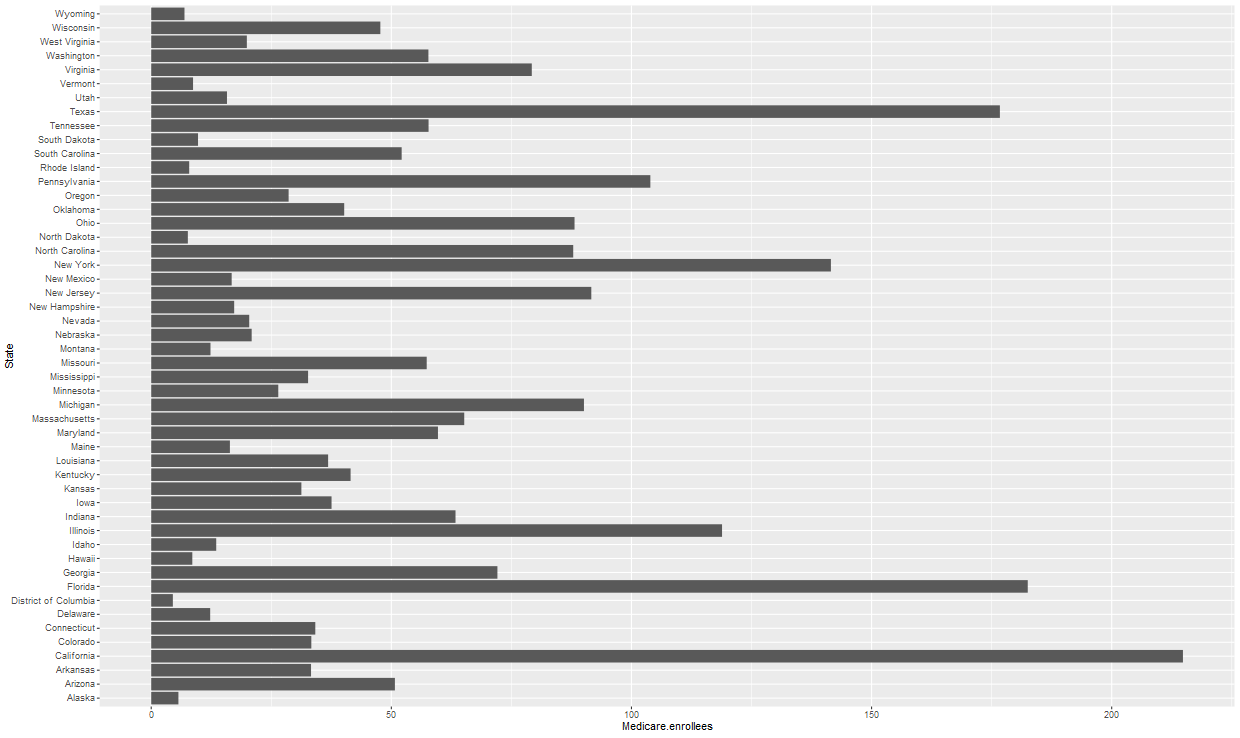 Wyoming
Wisconsin
West Virginia
Washington
Virginia
Vermont
Utah
Texas
Tennessee
South Dakota
South Carolina
Rhode Island
Pennsylvania
Oregon
Oklahoma
Ohio
North Dakota
North Carolina
New York
New Mexico
New Jersey
New Hampshire
Nevada
Nebraska
Montana
Missouri
Mississippi
Minnesota
Michigan
Massachusetts
Maryland
Maine
Louisiana
Kentucky
Kansas
Iowa
Indiana
Illinois
Idaho
Hawaii
Georgia
Florida
District of Columbia
Delaware
Connecticut
Colorado
California
Arkansas
Arizona
Alaska
State
0 50 100 150 200
Medicare.enrollees